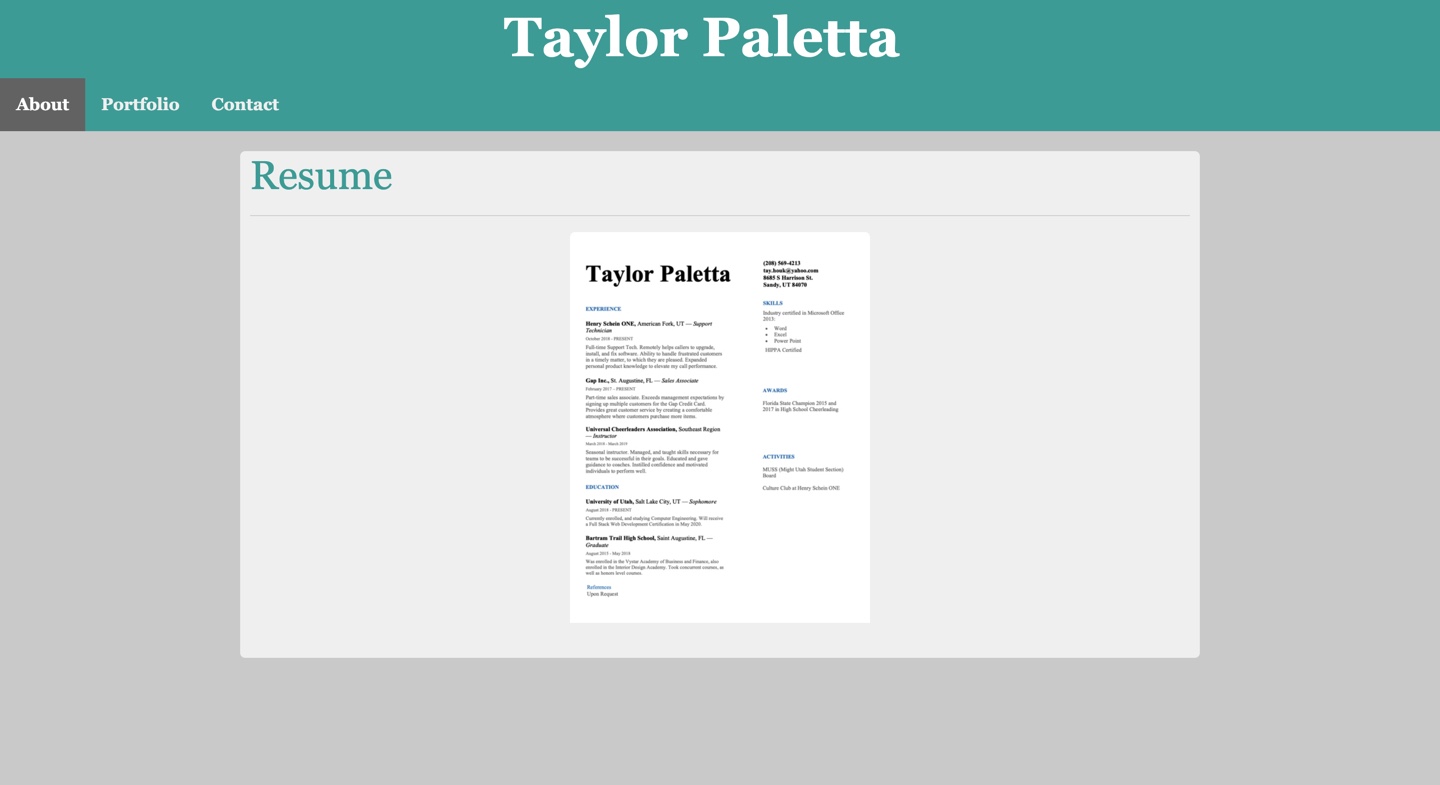 Taylor Paletta
About
Portfolio
Contact
Resume
Taylor Paletta
EXPERIENCE
Henry Schein ONE, American Fork, UT — Support
Technician
October 2018 - PRESENT
Full-time Support Tech. Remotely helps callers to upgrade,
install, and fix software. Ability to handle frustrated customers
in a timely matter, to which they are pleased. Expanded
personal product knowledge to elevate my call performance.
Gap Inc., St. Augustine, FL — Sales Associate
February 2017 - PRESENT
Part-time sales associate. Exceeds management expectations by
signing up multiple customers for the Gap Credit Card.
Provides great customer service by creating a comfortable
atmosphere where customers purchase more items.
Universal Cheerleaders Association, Southeast Region
— Instructor
March 2018 - March 2019
Seasonal instructor. Managed, and taught skills necessary for
teams to be successful in their goals. Educated and gave
guidance to coaches. Instilled confidence and motivated
individuals to perform well.
EDUCATION
University of Utah, Salt Lake City, UT — Sophomore
August 2018 - PRESENT
Currently enrolled, and studying Computer Engineering. Will receive
a Full Stack Web Development Certification in May 2020.
Bartram Trail High School, Saint Augustine, FL —
Graduate
August 2015 - May 2018
Was enrolled in the Vystar Academy of Business and Finance, also
enrolled in the Interior Design Academy. Took concurrent courses, as
well as honors level courses.
References
Upon Request
(208) 569-4213
tay.houk@yahoo.com
8685 S Harrison St.
Sandy, UT 84070
SKILLS
Industry certified in Microsoft Office
2013:
• Word
• Excel
• Power Point
HIPPA Certified
AWARDS
Florida State Champion 2015 and
2017 in High School Cheerleading
ACTIVITIES
MUSS (Might Utah Student Section)
Board
Culture Club at Henry Schein ONE